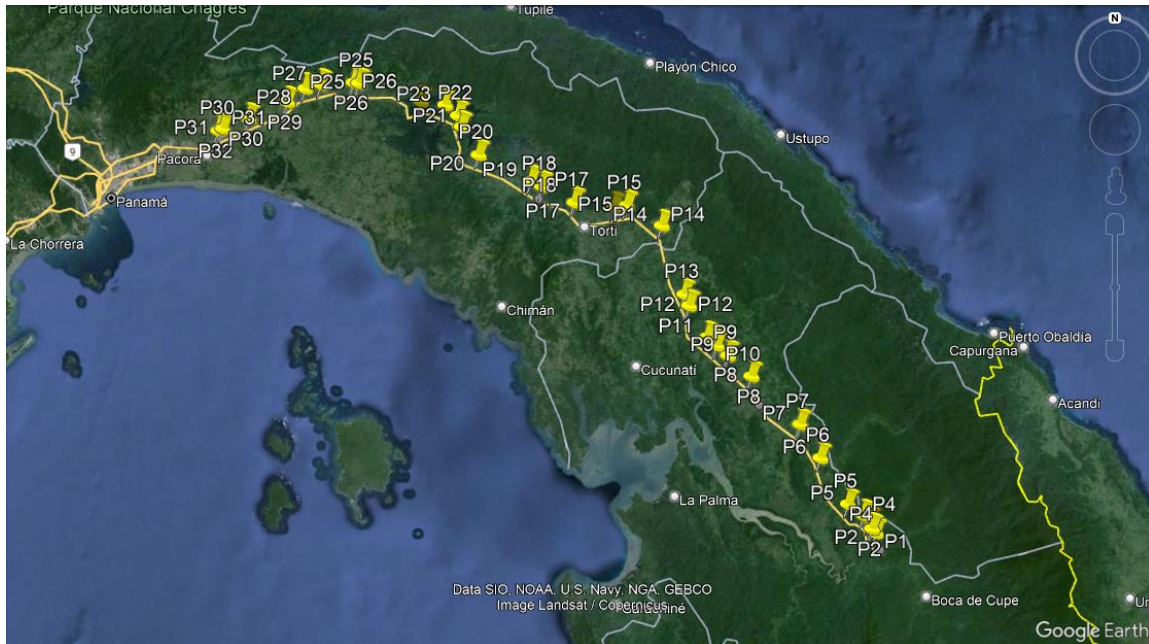 Parque Nacional Chagres
Tupile
N
Playón Chico
Ustupo
P25
P27
P25
P26
P26
P28
P23
P22
P21
P30
P31
P31
P29
P30
P32
P20
P20
P19
9
Pacora
Panamá
La Chorrera
P18
P18
P17
P15
P17
P15
P14
P14
Torti
P13
P12
P12
Chimán
P11
P9
P9
P10
P8
P8
Cucunatí
Puerto Obaldía
Capurgana
Acandí
P7
P7
P6
P6
P5
P5
La Palma
P4
P4
P2
P2
P1
Data SIO, NOAA, U.S. Navy, NGA, GEBCO
Image Landsat / Copernicus
Boca de Cupe
Google Earth